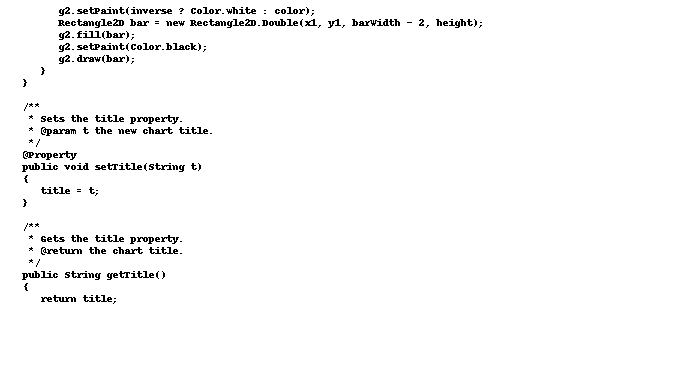 g2.setPaint(inverse ? Color.white : color);
Rectangle2D bar = new Rectangle2D.Double(x1, y1, barWidth - 2, height);
g2.fill(bar);
g2.setPaint(Color.black);
g2.draw(bar);
}
}
/**
* Sets the title property.
* @param t the new chart title.
*/
@Property
public void setTitle(String t)
{
title = t;
}
/**
* Gets the title property.
* @return the chart title.
*/
public String getTitle()
{
return title;